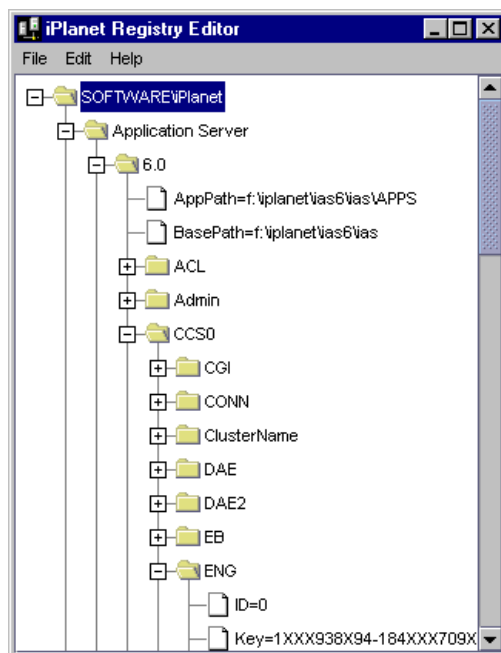 iPlanet Registry Editor
File Edit Help
SOFTWARE\iPlanet
Application Server
6.0
AppPath=f:\iplanet\ias6\ias\APPS
BasePath=f:\iplanet\ias6\ias
ACL
Admin
CCS0
CGI
CONN
ClusterName
DAE
DAE2
EB
ENG
ID=0
Key=1XXX938X94-184XXX709X